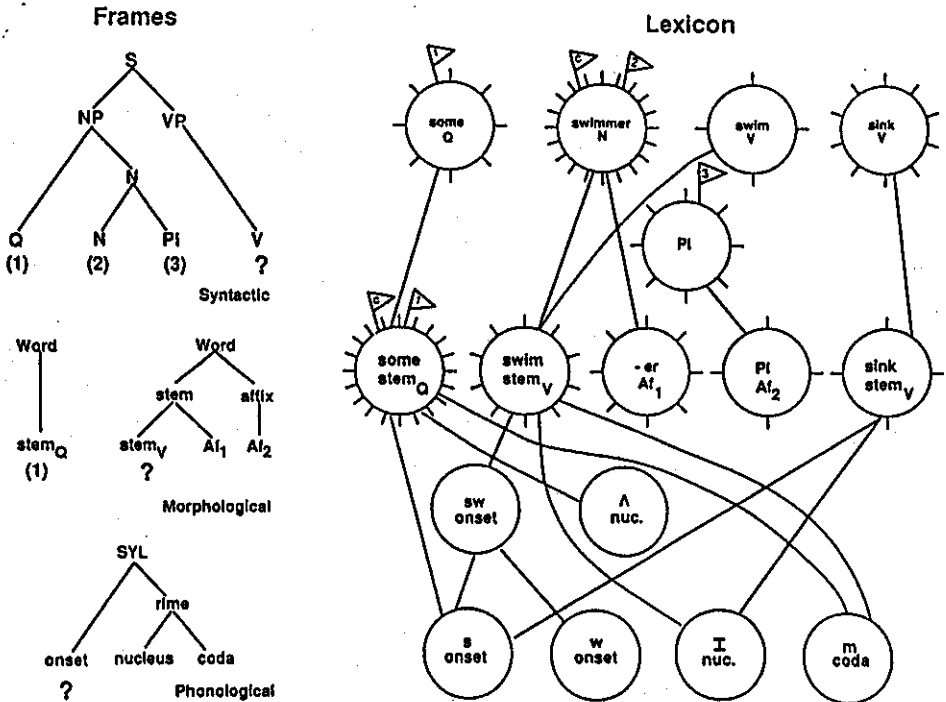 Frames
S
NP VP
N
Q N Pl V
(1) (2) (3) ?
Syntactic
Word Word
stem affix
stemQ stemV Af1 Af2
(1) ?
Morphological
SYL
rime
onset nucleus coda
?
Phonological
Lexicon
1 C 2
some
Q
swimmer
N
swim
V
sink
V
3
Pl
C 1
some
stemQ
swim
stemV
-er
Af1
Pl
Af2
sink
stemV
sw
onset
Λ
nuc.
s
onset
w
onset
I
nuc.
m
coda